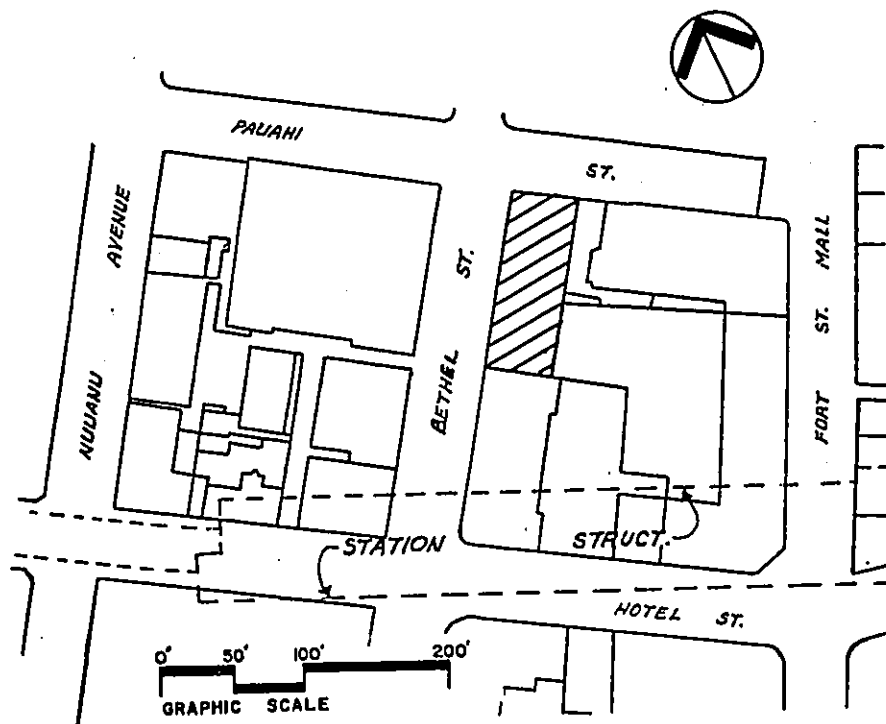 PAUAHI
ST.
NUUANU AVENUE
BETHEL ST.
FORT ST. MALL
STATION
STRUCT.
HOTEL ST.
0' 50' 100' 200'
GRAPHIC SCALE